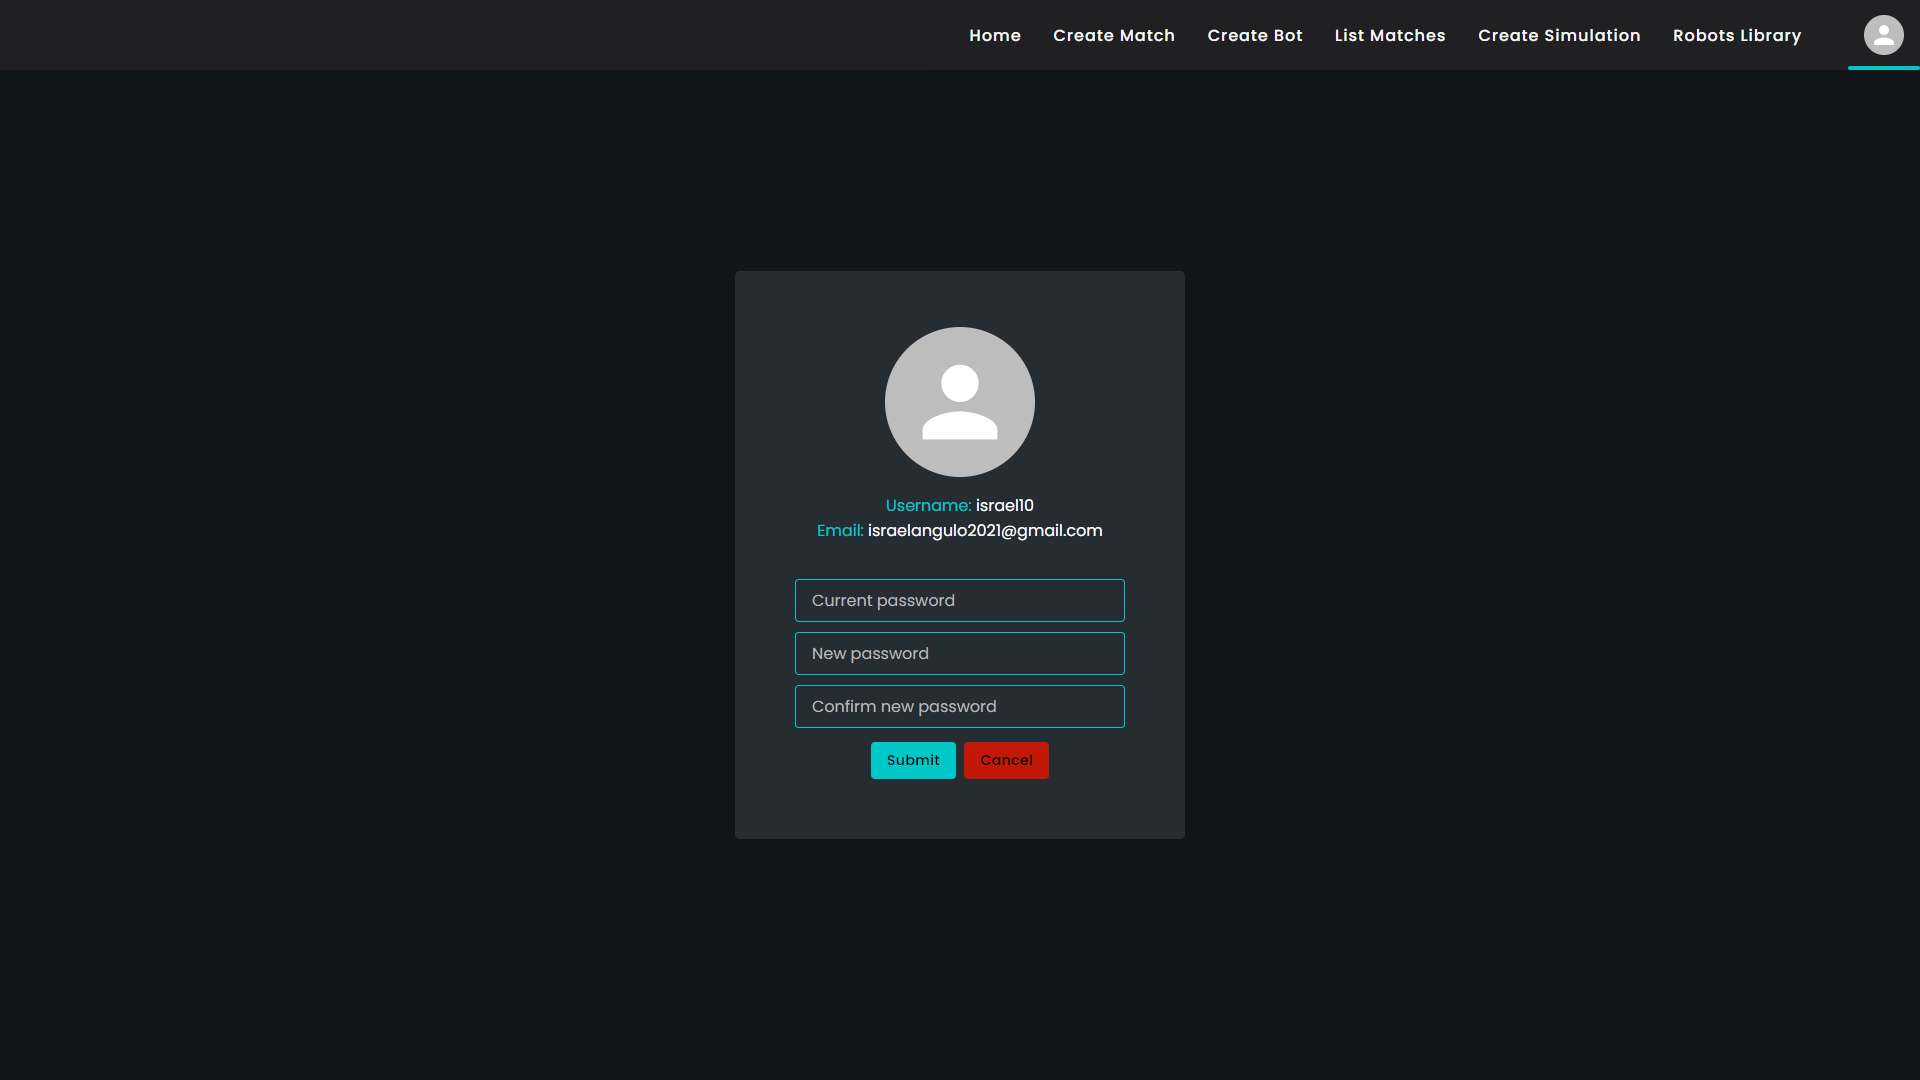 Home Create Match Create Bot List Matches Create Simulation Robots Library
Username: israel10
Email: israelangulo2021@gmail.com
Current password
New password
Confirm new password
Submit Cancel